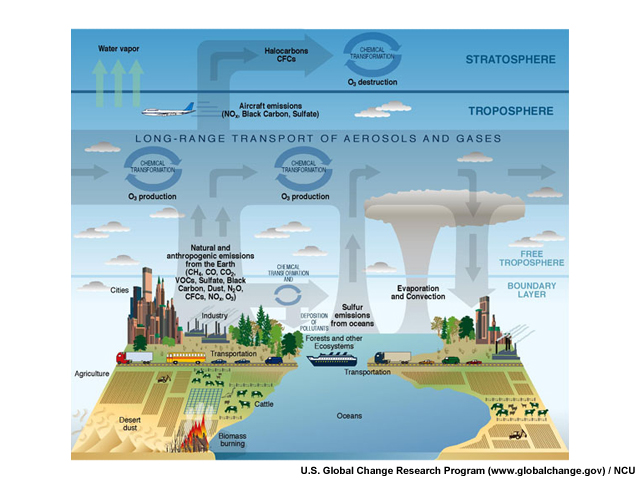 Water vapor
Halocarbons
CFCs
CHEMICAL
TRANSFORMATION
O3 destruction
STRATOSPHERE
Aircraft emissions
(NOx, Black Carbon, Sulfate)
TROPOSPHERE
LONG-RANGE TRANSPORT OF AEROSOLS AND GASES
CHEMICAL
TRANSFORMATION
O3 production
CHEMICAL
TRANSFORMATION
O3 production
Natural and
anthropogenic emissions
from the Earth
(CH4, CO, CO2,
VOCs, Sulfate, Black
Carbon, Dust, N2O,
CFCs, NOx, O3)
CHEMICAL
TRANSFORMATION
AND
DEPOSITION
OF
POLLUTANTS
Sulfur
emissions
from oceans
Evaporation
and Convection
FREE
TROPOSPHERE
BOUNDARY
LAYER
Cities
Industry
Forests and other
Ecosystems
Transportation
Transportation
Agriculture
Cattle
Desert
dust
Oceans
Biomass
burning
U.S. Global Change Research Program (www.globalchange.gov) / NCU